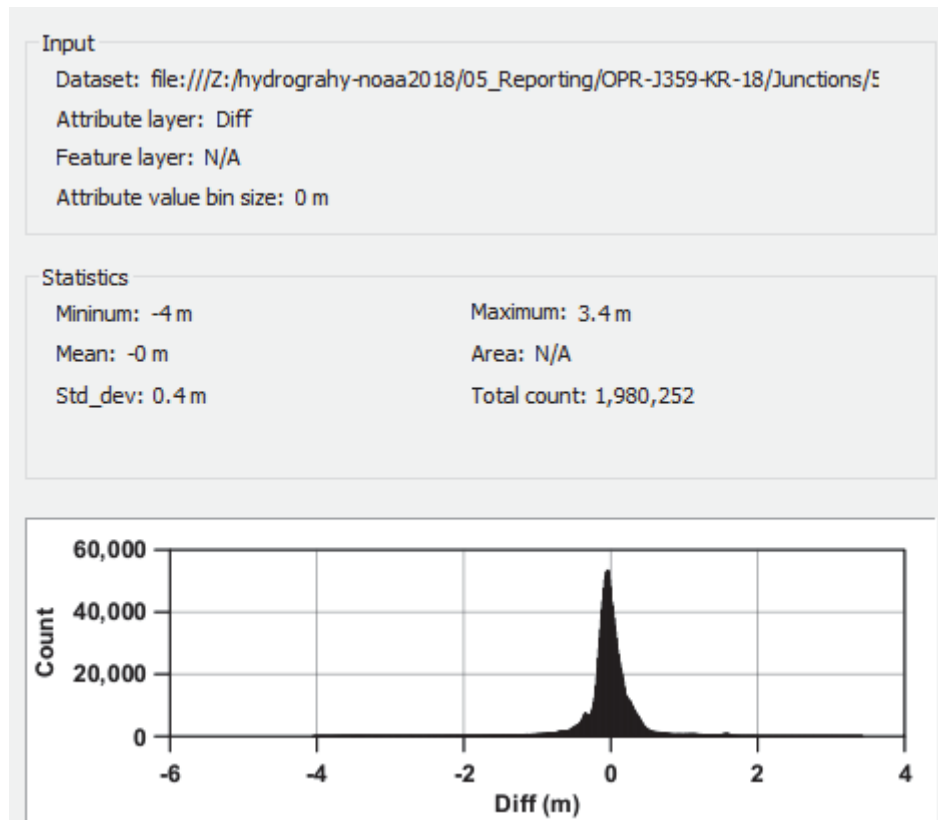 Input
Dataset: file:///Z:/hydrograhy-noaa2018/05_Reporting/OPR-J359-KR-18/Junctions/5
Attribute layer: Diff
Feature layer: N/A
Attribute value bin size: 0 m
Statistics
Mininum: -4 m Maximum: 3.4 m
Mean: -0 m Area: N/A
Std_dev: 0.4 m Total count: 1,980,252
60,000
40,000
20,000
0
Count
-6 -4 -2 0 2 4
Diff (m)